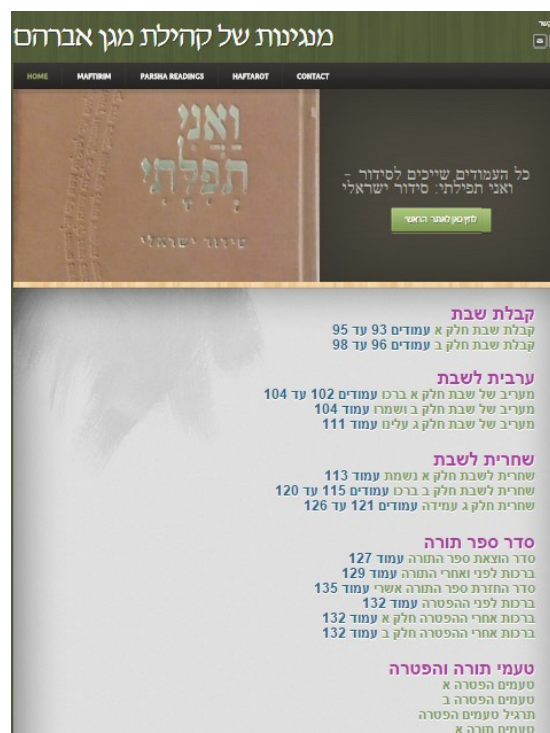 מנגינות של קהילת מגן אברהם
קשר
HOME MAFTIRIM PARSHA READINGS HAFTAROT CONTACT
וַאֲנִי
תְפִלָּתִי
סידור ישראלי
כל העמודים שייכים לסידור -
ואני תפילתי: סידור ישראלי
לחץ כאן לאתר הראשי
קבלת שבת
קבלת שבת חלק א עמודים 93 עד 95
קבלת שבת חלק ב עמודים 96 עד 98
ערבית לשבת
מעריב של שבת חלק א ברכו עמודים 102 עד 104
מעריב של שבת חלק ב ושמרו עמוד 104
מעריב של שבת חלק ג עלינו עמוד 111
שחרית לשבת
שחרית לשבת חלק א נשמת עמוד 113
שחרית לשבת חלק ב ברכו עמודים 115 עד 120
שחרית חלק ג עמידה עמודים 121 עד 126
סדר ספר תורה
סדר הוצאת ספר התורה עמוד 127
ברכות לפני ואחרי התורה עמוד 129
סדר החזרת ספר התורה אשרי עמוד 135
ברכות לפני ההפטרה עמוד 132
ברכות אחרי ההפטרה חלק א עמוד 132
ברכות אחרי ההפטרה חלק ב עמוד 132
טעמי תורה והפטרה
טעמים הפטרה א
טעמים הפטרה ב
תרגיל טעמים הפטרה
טעמים תורה א